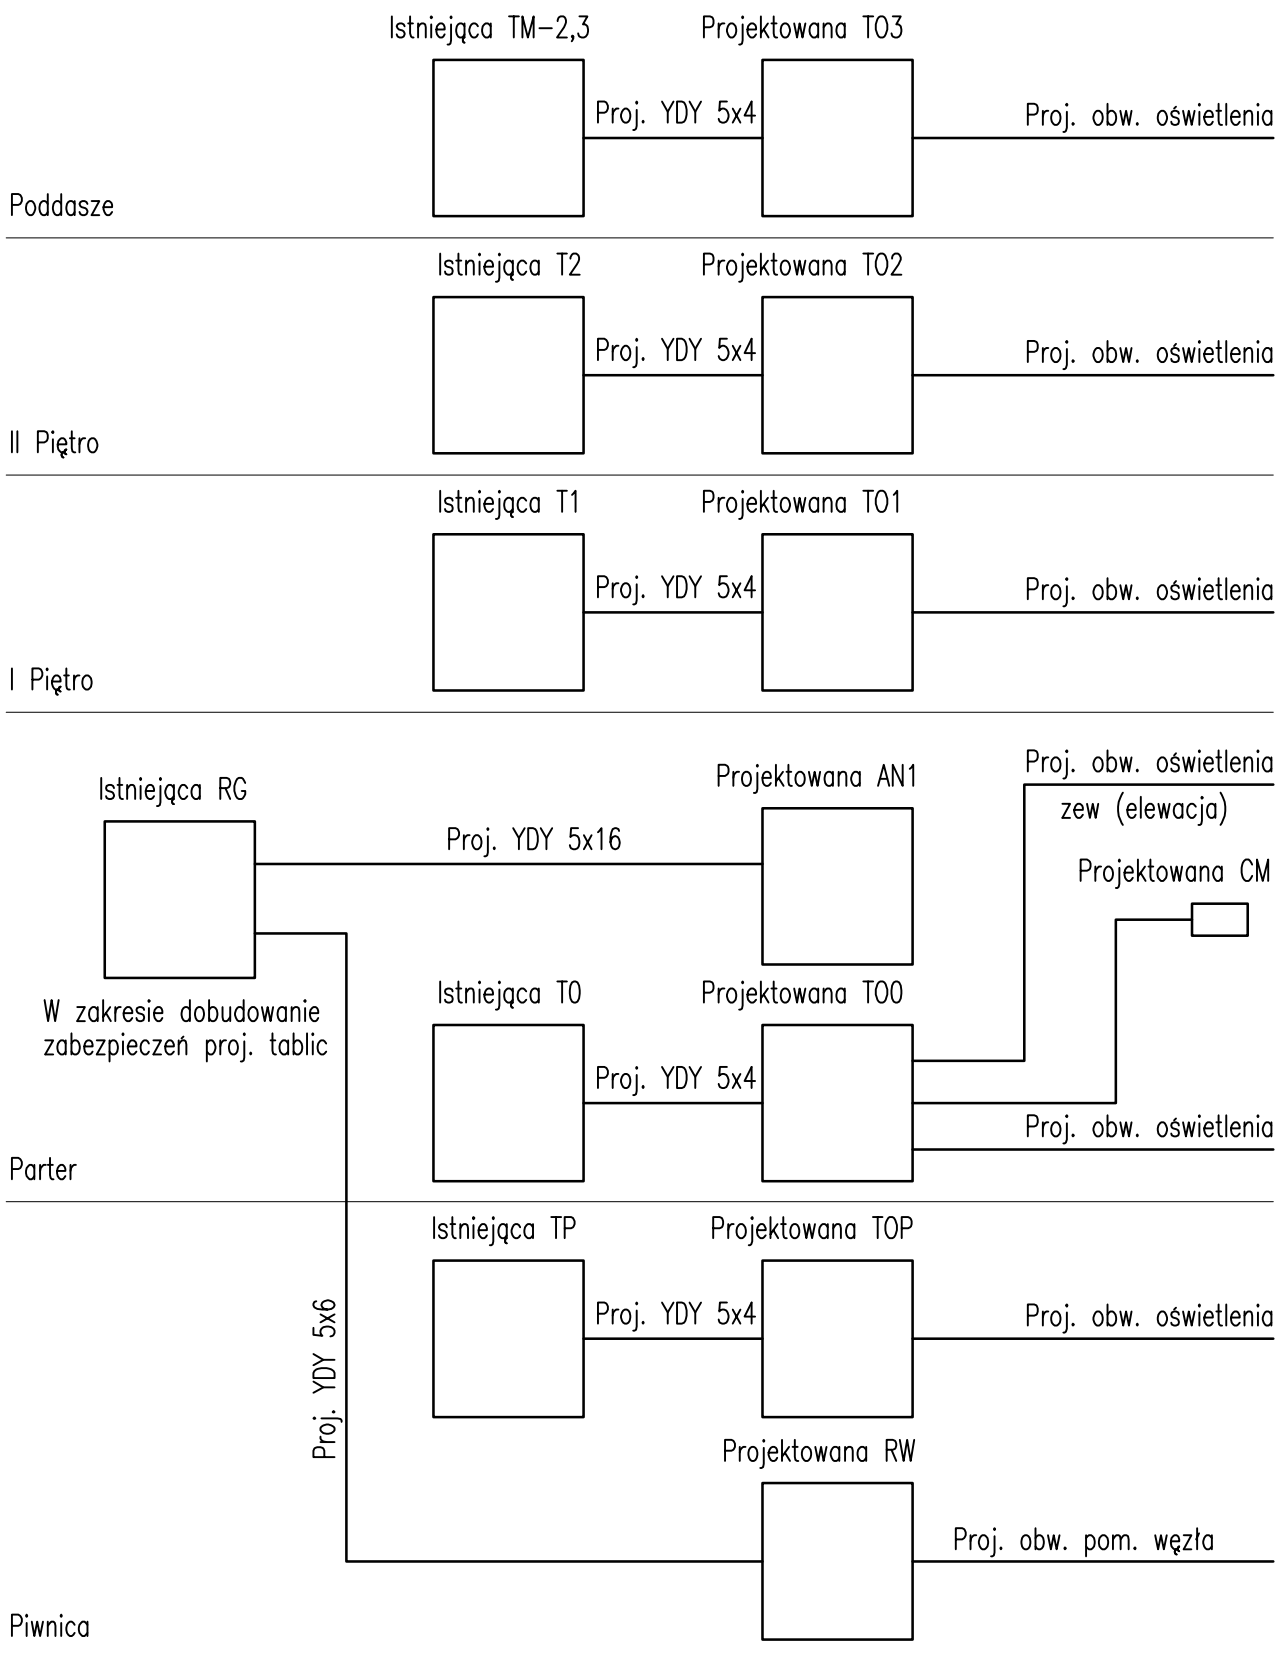 Istniejąca TM-2,3
Projektowana TO3
Proj. YDY 5x4
Proj. obw. oświetlenia
Poddasze
Istniejąca T2
Projektowana TO2
Proj. YDY 5x4
Proj. obw. oświetlenia
II Piętro
Istniejąca T1
Projektowana TO1
Proj. YDY 5x4
Proj. obw. oświetlenia
I Piętro
Proj. obw. oświetlenia
zew (elewacja)
Istniejąca RG
Projektowana AN1
Proj. YDY 5x16
Projektowana CM
W zakresie dobudowanie
zabezpieczeń proj. tablic
Istniejąca T0
Projektowana TO0
Proj. YDY 5x4
Proj. obw. oświetlenia
Parter
Istniejąca TP
Projektowana TOP
Proj. YDY 5x4
Proj. obw. oświetlenia
Proj. YDY 5x6
Projektowana RW
Proj. obw. pom. węzła
Piwnica